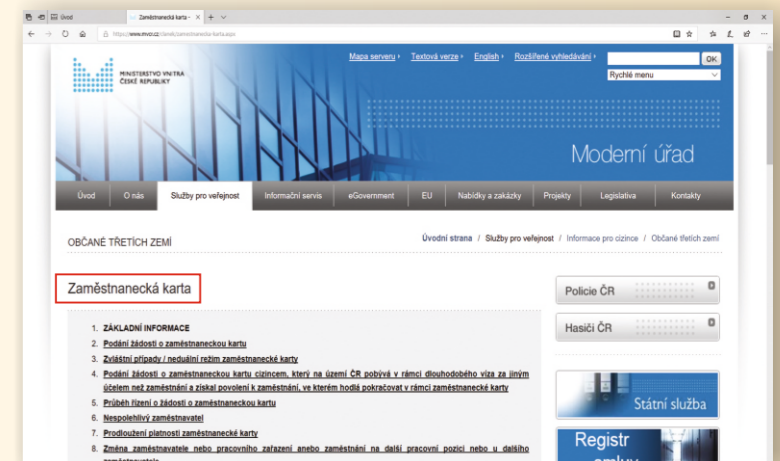 Úvod
Zaměstnanecká karta -
https://www.mvcr.cz/clanek/zamestnanecka-karta.aspx
Mapa serveru Textová verze English Rozšířené vyhledávání OK
Rychlé menu
MINISTERSTVO VNITRA
ČESKÉ REPUBLIKY
Moderní úřad
Úvod O nás Služby pro veřejnost Informační servis eGovernment EU Nabídky a zakázky Projekty Legislativa Kontakty
OBČANÉ TŘETÍCH ZEMÍ
Úvodní strana / Služby pro veřejnost / Informace pro cizince / Občané třetích zemí
Zaměstnanecká karta
1. ZÁKLADNÍ INFORMACE
2. Podání žádosti o zaměstnaneckou kartu
3. Zvláštní případy / neduální režim zaměstnanecké karty
4. Podání žádosti o zaměstnaneckou kartu cizincem, který na území ČR pobývá v rámci dlouhodobého víza za jiným
účelem než zaměstnání a získal povolení k zaměstnání, ve kterém hodlá pokračovat v rámci zaměstnanecké karty
5. Průběh řízení o žádosti o zaměstnaneckou kartu
6. Nespolehlivý zaměstnavatel
7. Prodloužení platnosti zaměstnanecké karty
8. Změna zaměstnavatele nebo pracovního zařazení anebo zaměstnání na další pracovní pozici nebo u dalšího
zaměstnavatele
Policie ČR
Hasiči ČR
Státní služba
Registr
smluv